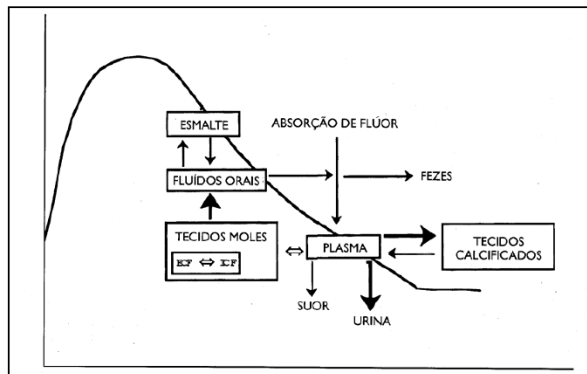 ESMALTE
ABSORÇÃO DE FLÚOR
FLUÍDOS ORAIS
FEZES
TECIDOS MOLES
PLASMA
TECIDOS
CALCIFICADOS
SUOR
URINA